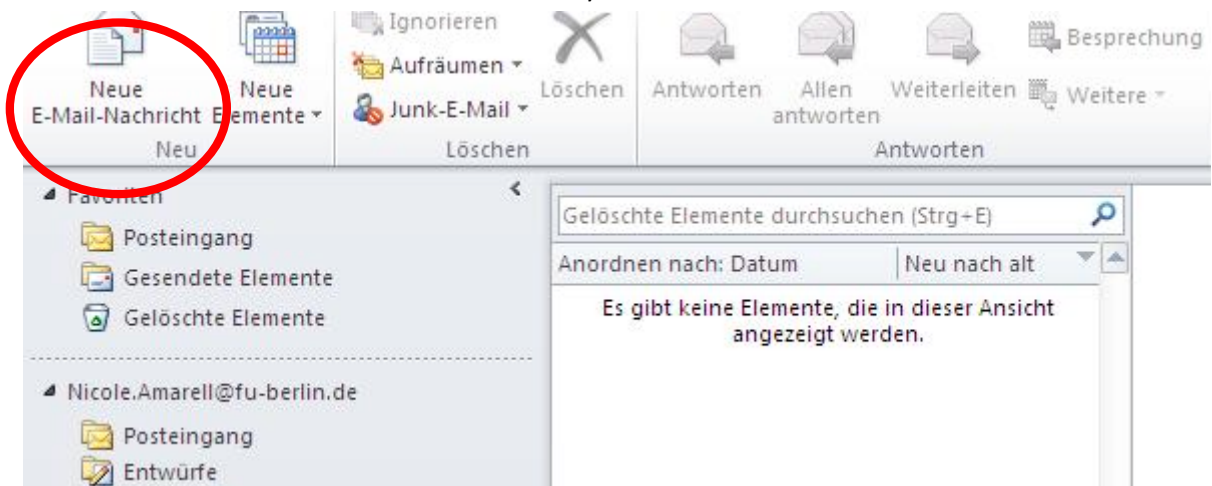 Neue
E-Mail-Nachricht
Neue
Elemente
Neu
Ignorieren
Aufräumen
Junk-E-Mail
Löschen
Löschen
Antworten
Allen
antworten
Weiterleiten
Besprechung
Weitere
Antworten
Favoriten
Posteingang
Gesendete Elemente
Gelöschte Elemente
Nicole.Amarell@fu-berlin.de
Posteingang
Entwürfe
Gelöschte Elemente durchsuchen (Strg+E)
Anordnen nach: Datum
Neu nach alt
Es gibt keine Elemente, die in dieser Ansicht
angezeigt werden.